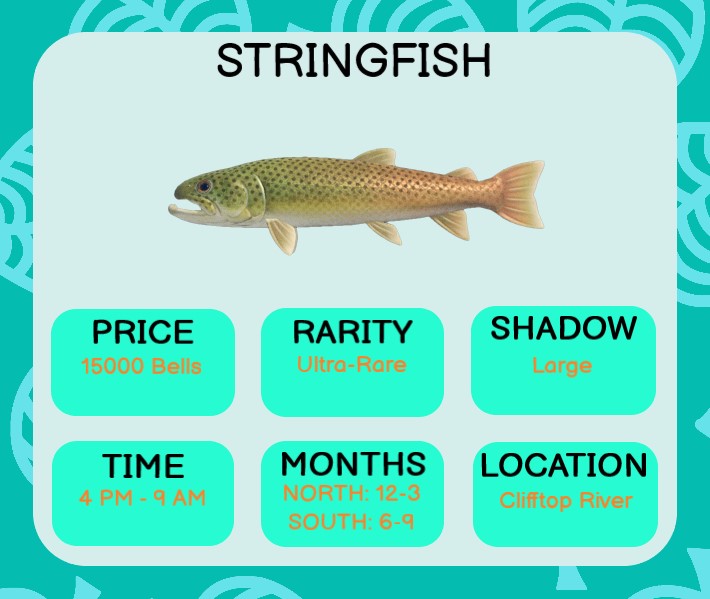 STRINGFISH
PRICE
15000 Bells
RARITY
Ultra-Rare
SHADOW
Large
TIME
4 PM - 9 AM
MONTHS
NORTH: 12-3
SOUTH: 6-9
LOCATION
Clifftop River